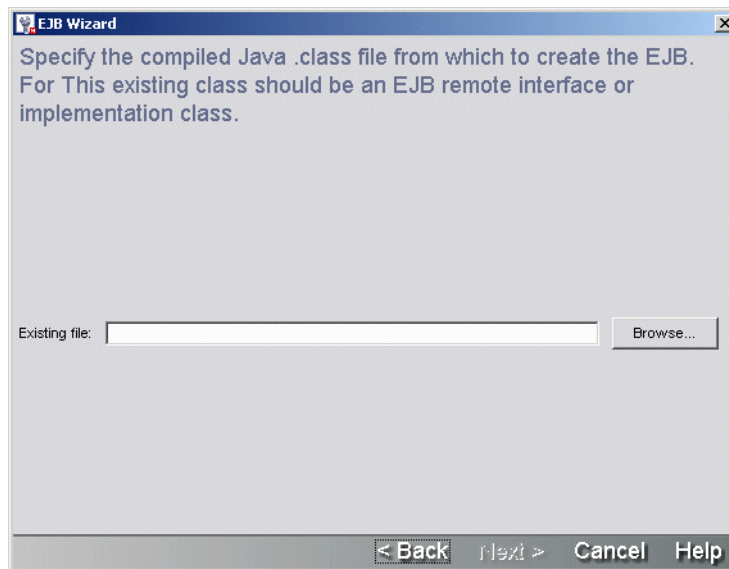 EJB Wizard
Specify the compiled Java .class file from which to create the EJB.
For This existing class should be an EJB remote interface or
implementation class.
Existing file:
Browse...
< Back Next > Cancel Help